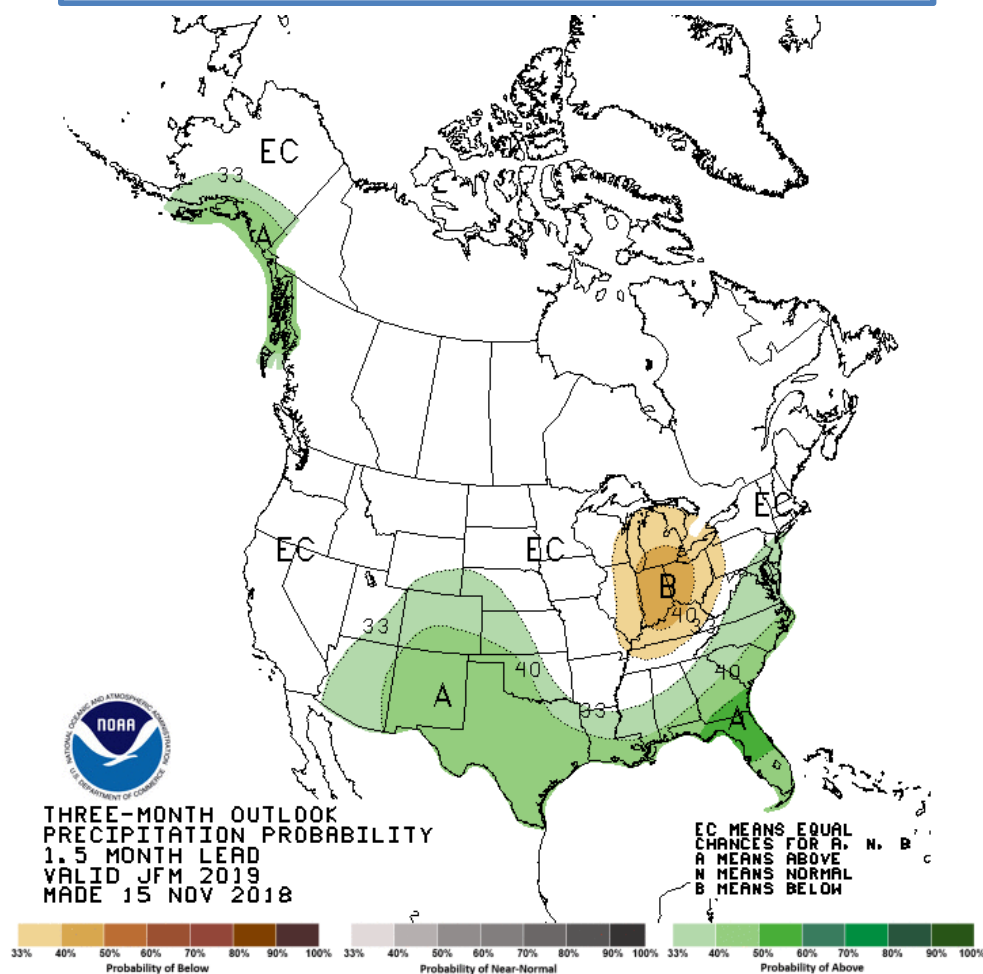 EC
33
A
EC
EC
EC
B
40
33
33
40
40
A
33
A
NATIONAL OCEANIC AND ATMOSPHERIC ADMINISTRATION
NOAA
U.S. DEPARTMENT OF COMMERCE
THREE-MONTH OUTLOOK
PRECIPITATION PROBABILITY
1.5 MONTH LEAD
VALID JFM 2019
MADE 15 NOV 2018
EC MEANS EQUAL
CHANCES FOR A, N, B
A MEANS ABOVE
N MEANS NORMAL
B MEANS BELOW
33% 40% 50% 60% 70% 80% 90% 100%
Probability of Below
33% 40% 50% 60% 70% 80% 90% 100%
Probability of Near-Normal
33% 40% 50% 60% 70% 80% 90% 100%
Probability of Above